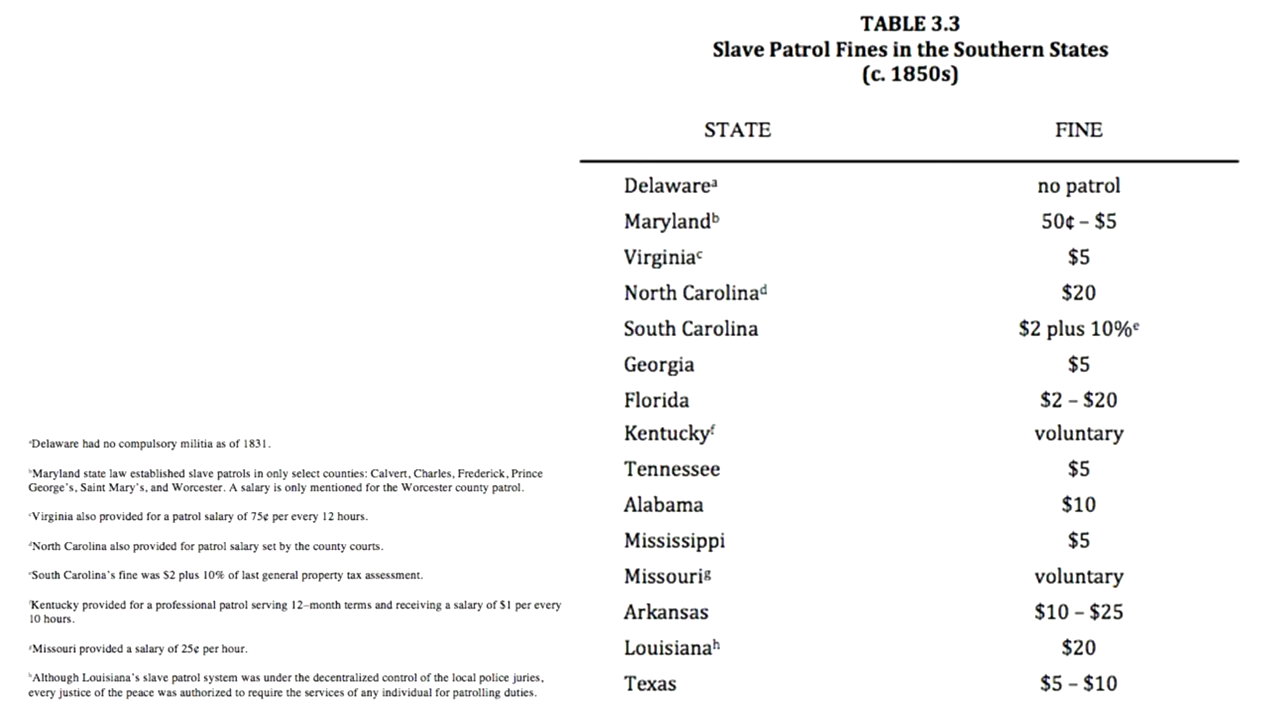 TABLE 3.3
Slave Patrol Fines in the Southern States
(c. 1850s)
STATE FINE
Delawareᵃ no patrol
Marylandᵇ 50¢ – $5
Virginiaᶜ $5
North Carolinaᵈ $20
South Carolina $2 plus 10%ᵉ
Georgia $5
Florida $2 – $20
Kentuckyᶠ voluntary
Tennessee $5
Alabama $10
Mississippi $5
Missouriᵍ voluntary
Arkansas $10 – $25
Louisianaʰ $20
Texas $5 – $10
ᵃDelaware had no compulsory militia as of 1831.
ᵇMaryland state law established slave patrols in only select counties: Calvert, Charles, Frederick, Prince
George's, Saint Mary's, and Worcester. A salary is only mentioned for the Worcester county patrol.
ᶜVirginia also provided for a patrol salary of 75¢ per every 12 hours.
ᵈNorth Carolina also provided for patrol salary set by the county courts.
ᵉSouth Carolina's fine was $2 plus 10% of last general property tax assessment.
ᶠKentucky provided for a professional patrol serving 12–month terms and receiving a salary of $1 per every
10 hours.
ᵍMissouri provided a salary of 25¢ per hour.
ʰAlthough Louisiana's slave patrol system was under the decentralized control of the local police juries,
every justice of the peace was authorized to require the services of any individual for patrolling duties.